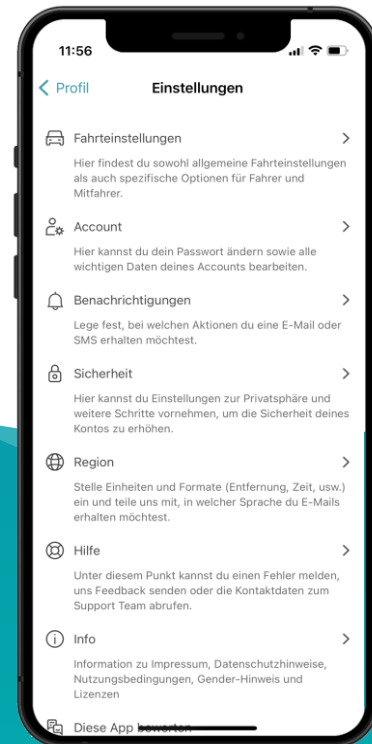 11:56
Profil
Einstellungen
Fahrteinstellungen
Hier findest du sowohl allgemeine Fahrteinstellungen
als auch spezifische Optionen für Fahrer und
Mitfahrer.
Account
Hier kannst du dein Passwort ändern sowie alle
wichtigen Daten deines Accounts bearbeiten.
Benachrichtigungen
Lege fest, bei welchen Aktionen du eine E-Mail oder
SMS erhalten möchtest.
Sicherheit
Hier kannst du Einstellungen zur Privatsphäre und
weitere Schritte vornehmen, um die Sicherheit deines
Kontos zu erhöhen.
Region
Stelle Einheiten und Formate (Entfernung, Zeit, usw.)
ein und teile uns mit, in welcher Sprache du E-Mails
erhalten möchtest.
Hilfe
Unter diesem Punkt kannst du einen Fehler melden,
uns Feedback senden oder die Kontaktdaten zum
Support Team abrufen.
Info
Information zu Impressum, Datenschutzhinweise,
Nutzungsbedingungen, Gender-Hinweis und
Lizenzen
Diese App bewerten